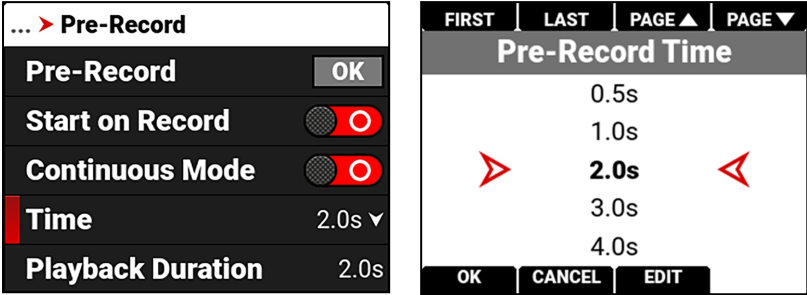 ... > Pre-Record
Pre-Record OK
Start on Record
Continuous Mode
Time 2.0s
Playback Duration 2.0s
FIRST LAST PAGE▲ PAGE▼
Pre-Record Time
0.5s
1.0s
2.0s
3.0s
4.0s
OK CANCEL EDIT